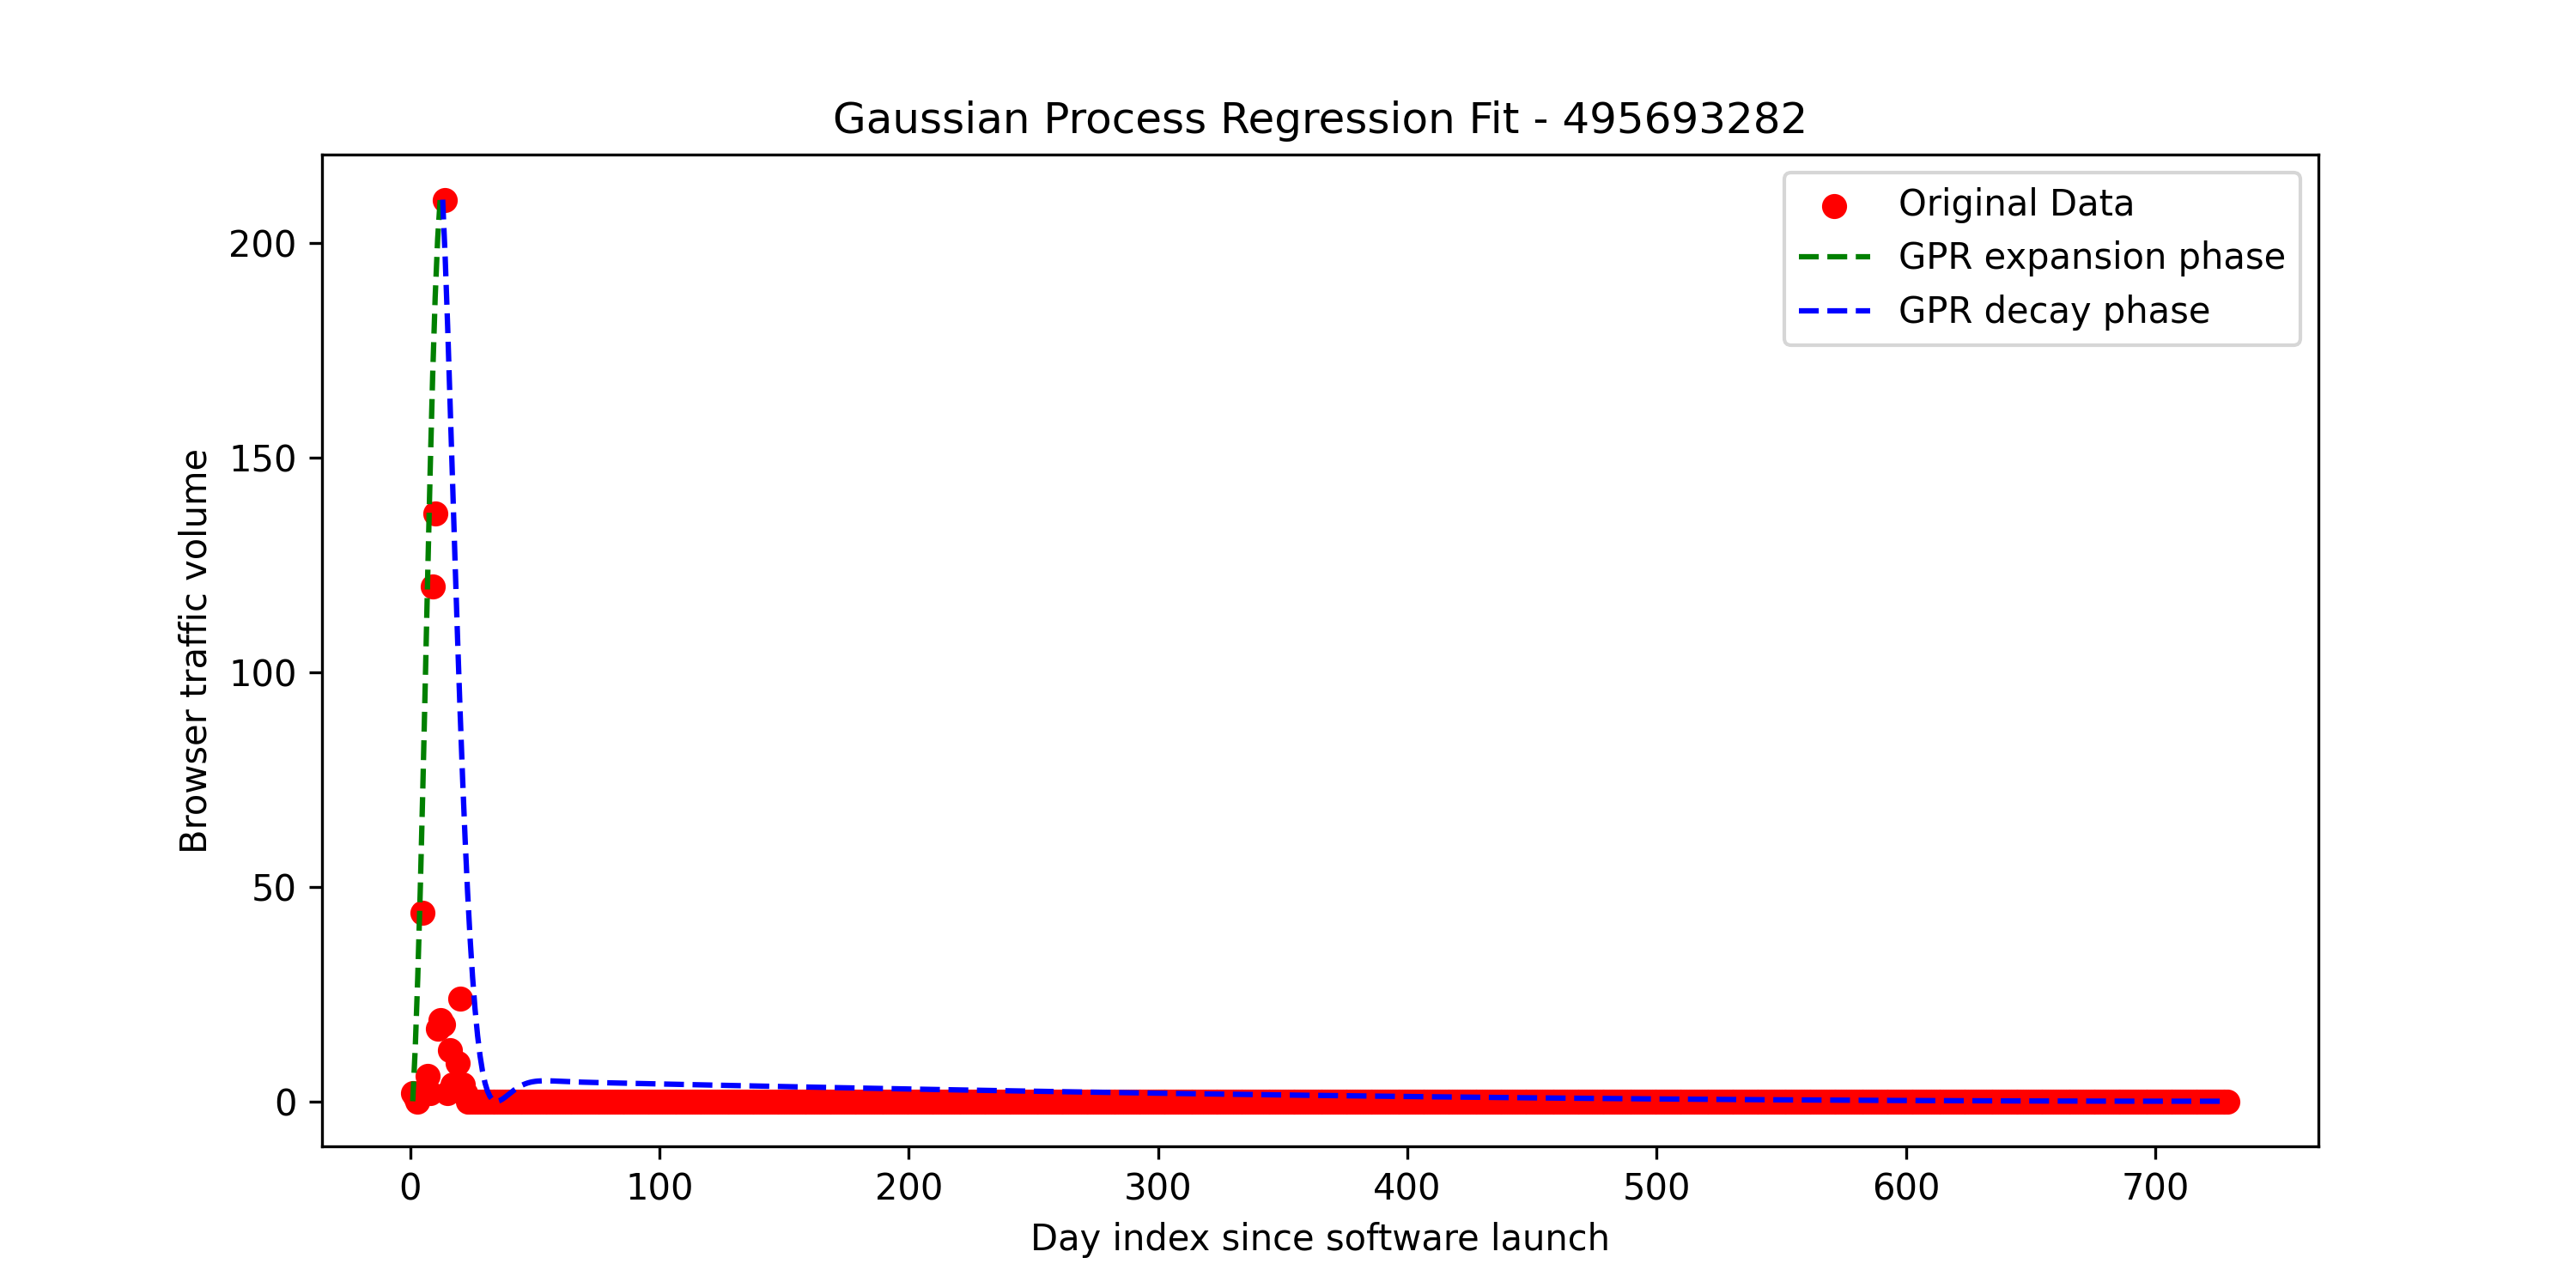 Gaussian Process Regression Fit - 495693282
Original Data
GPR expansion phase
GPR decay phase
Browser traffic volume
200
150
100
50
0
0 100 200 300 400 500 600 700
Day index since software launch